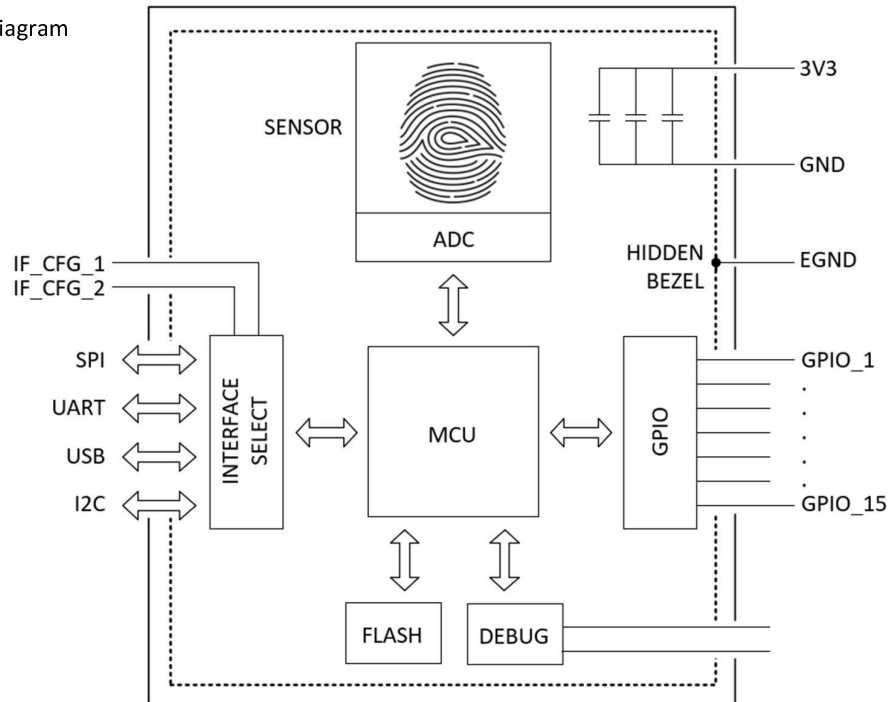 iagram
3V3
SENSOR
GND
ADC
HIDDEN
BEZEL
EGND
IF_CFG_1
IF_CFG_2
SPI
UART
USB
I2C
INTERFACE
SELECT
MCU
GPIO
GPIO_1
.
.
.
.
.
GPIO_15
FLASH
DEBUG